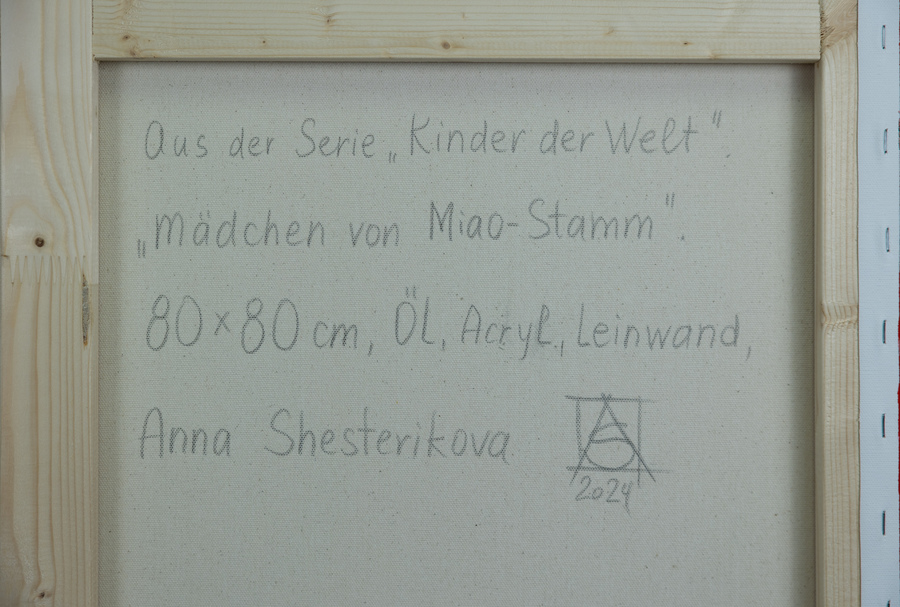 Aus der Serie „Kinder der Welt".
„Mädchen von Miao-Stamm".
80×80 cm, Öl, Acryl, Leinwand,
Anna Shesterikova
2024